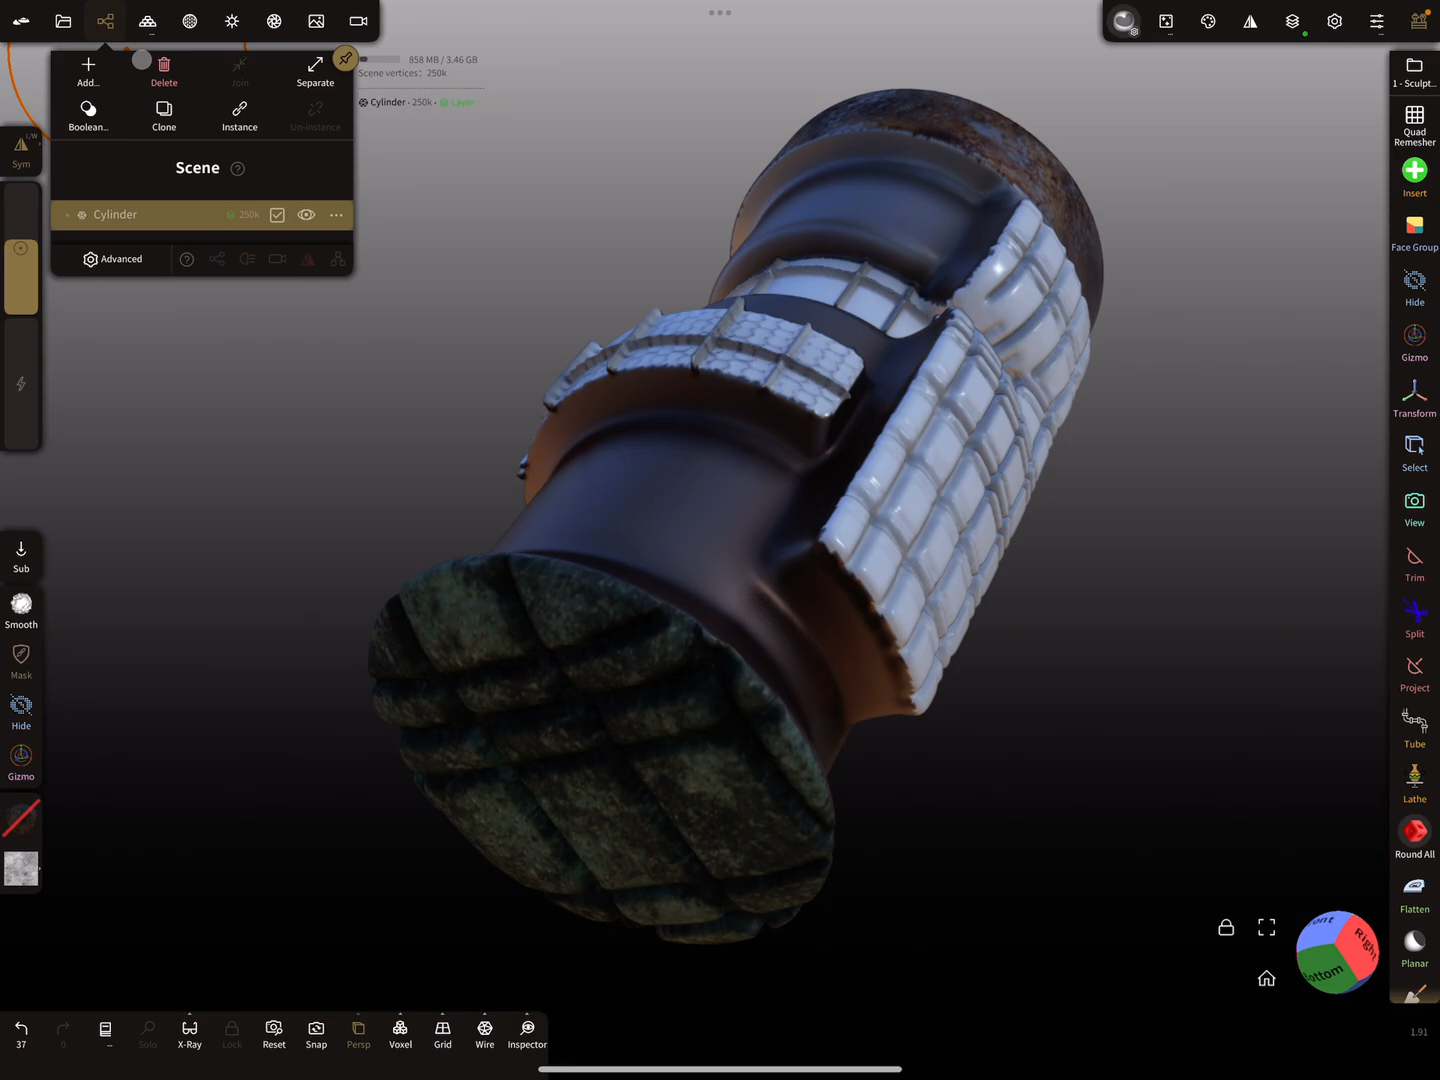 858 MB / 3.46 GB
Scene vertices: 250k
Cylinder · 250k · Layer
Add...
Delete
Join
Separate
Boolean...
Clone
Instance
Un-instance
Scene
Cylinder
250k
Advanced
L/W
Sym
Sub
Smooth
Mask
Hide
Gizmo
1 - Sculpt...
Quad
Remesher
Insert
Face Group
Hide
Gizmo
Transform
Select
View
Trim
Split
Project
Tube
Lathe
Round All
Flatten
Planar
ront
Right
ottom
37
0
...
Solo
X-Ray
Lock
Reset
Snap
Persp
Voxel
Grid
Wire
Inspector
1.91